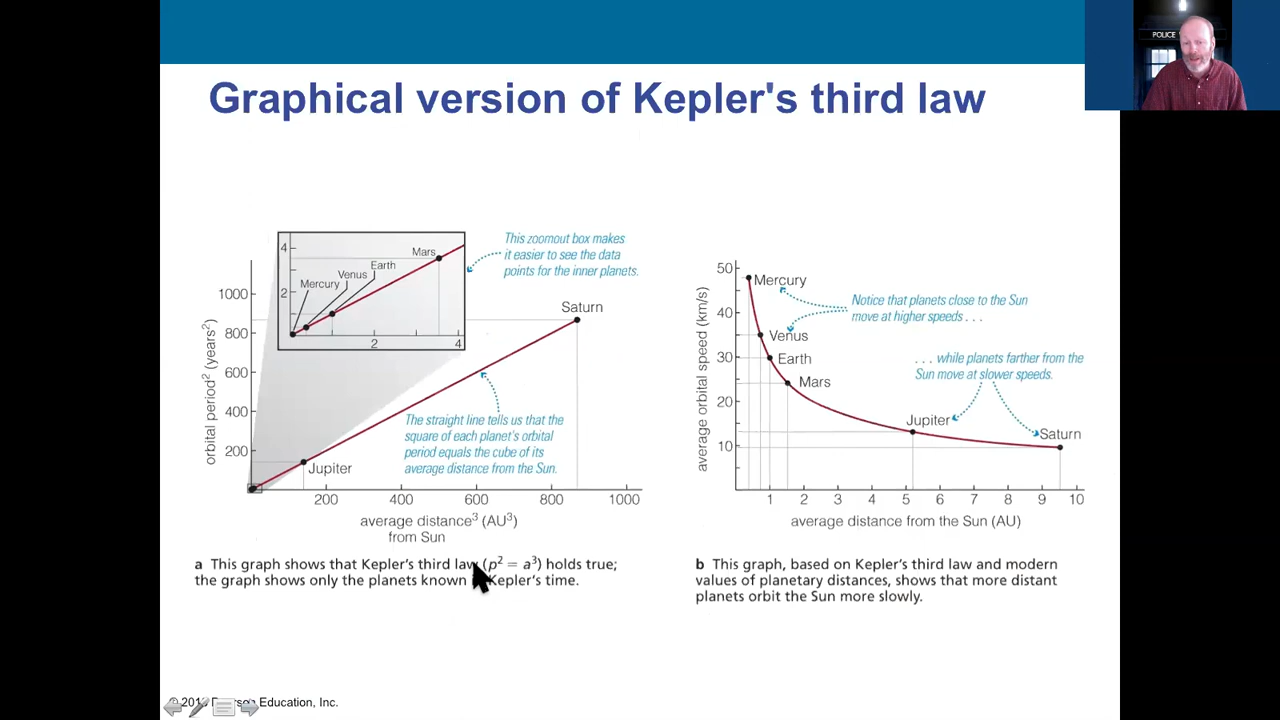 POLICE
Graphical version of Kepler's third law
This zoomout box makes
it easier to see the data
points for the inner planets.
4
2
Mercury
Venus
Earth
Mars
2
4
orbital period² (years²)
1000
800
600
400
200
Jupiter
Saturn
The straight line tells us that the
square of each planet's orbital
period equals the cube of its
average distance from the Sun.
200
400
600
800
1000
average distance³ (AU³)
from Sun
a This graph shows that Kepler's third law (p² = a³) holds true;
the graph shows only the planets known Kepler's time.
average orbital speed (km/s)
50
40
30
20
10
Mercury
Venus
Earth
Mars
Jupiter
Saturn
Notice that planets close to the Sun
move at higher speeds . . .
. . . while planets farther from the
Sun move at slower speeds.
1
2
3
4
5
6
7
8
9
10
average distance from the Sun (AU)
b This graph, based on Kepler's third law and modern
values of planetary distances, shows that more distant
planets orbit the Sun more slowly.
Education, Inc.